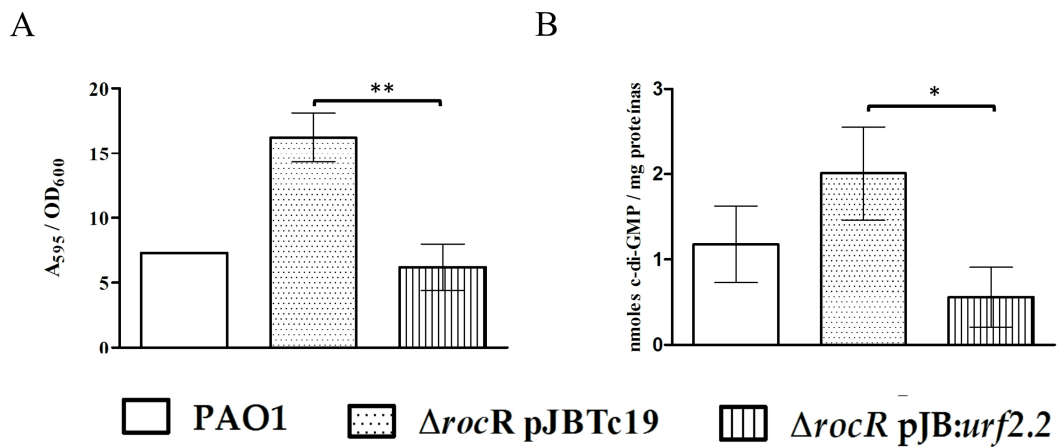 A
B
20
15
10
5
0
A595 / OD600
**
3
2
1
0
nmoles c-di-GMP / mg proteínas
*
PAO1
ΔrocR pJBTc19
ΔrocR pJB:urf2.2